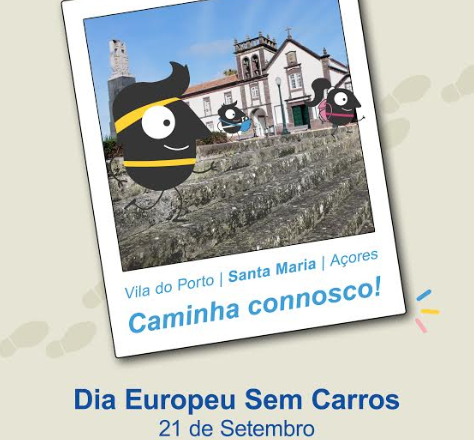 Vila do Porto | Santa Maria | Açores
Caminha connosco!
Dia Europeu Sem Carros
21 de Setembro